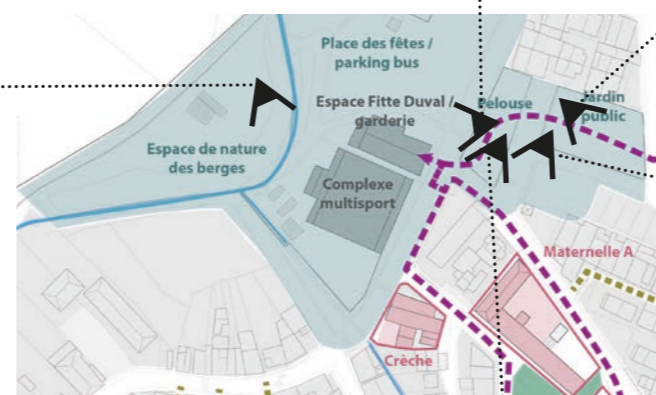 Place des fêtes /
parking bus
Espace Fitte Duval /
garderie
Pelouse
Jardin
public
Espace de nature
des berges
Complexe
multisport
Maternelle A
Crèche